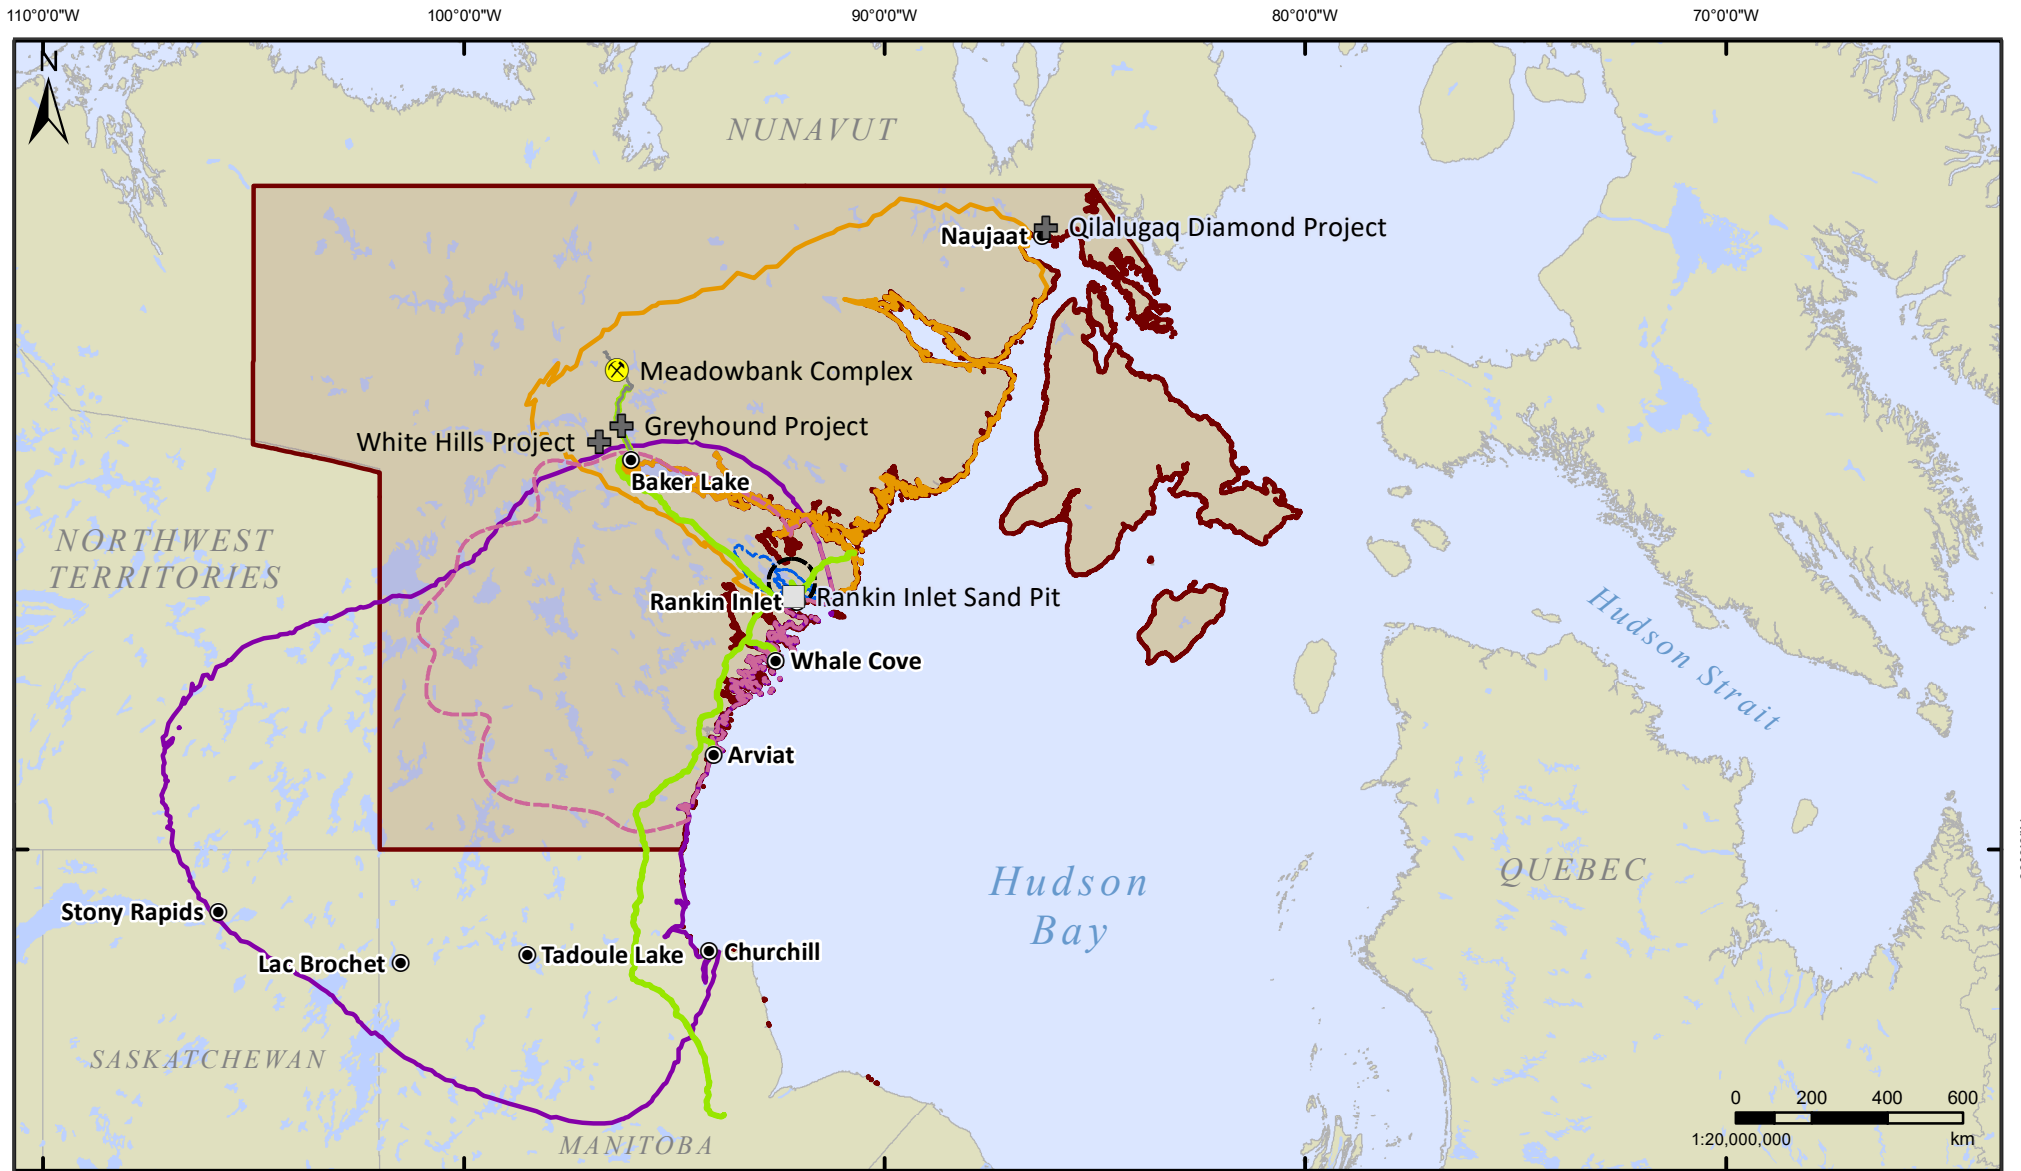 110°0'0"W
100°0'0"W
90°0'0"W
80°0'0"W
70°0'0"W
N
NUNAVUT
Naujaat
Qilalugaq Diamond Project
Meadowbank Complex
Greyhound Project
White Hills Project
Baker Lake
NORTHWEST
TERRITORIES
Rankin Inlet
Rankin Inlet Sand Pit
Hudson Strait
Whale Cove
Arviat
Hudson
Bay
QUEBEC
Stony Rapids
Lac Brochet
Tadoule Lake
Churchill
SASKATCHEWAN
MANITOBA
0 200 400 600
1:20,000,000 km